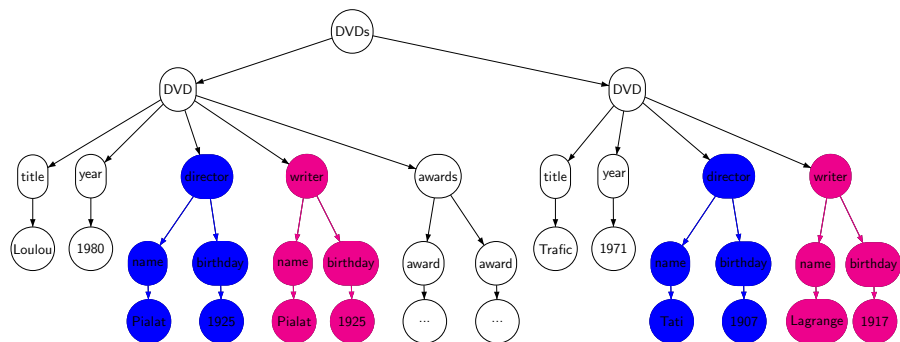 DVDs
DVD DVD
title year director writer awards title year director writer
Loulou 1980 name birthday name birthday award award Trafic 1971 name birthday name birthday
Pialat 1925 Pialat 1925 ... ... Tati 1907 Lagrange 1917